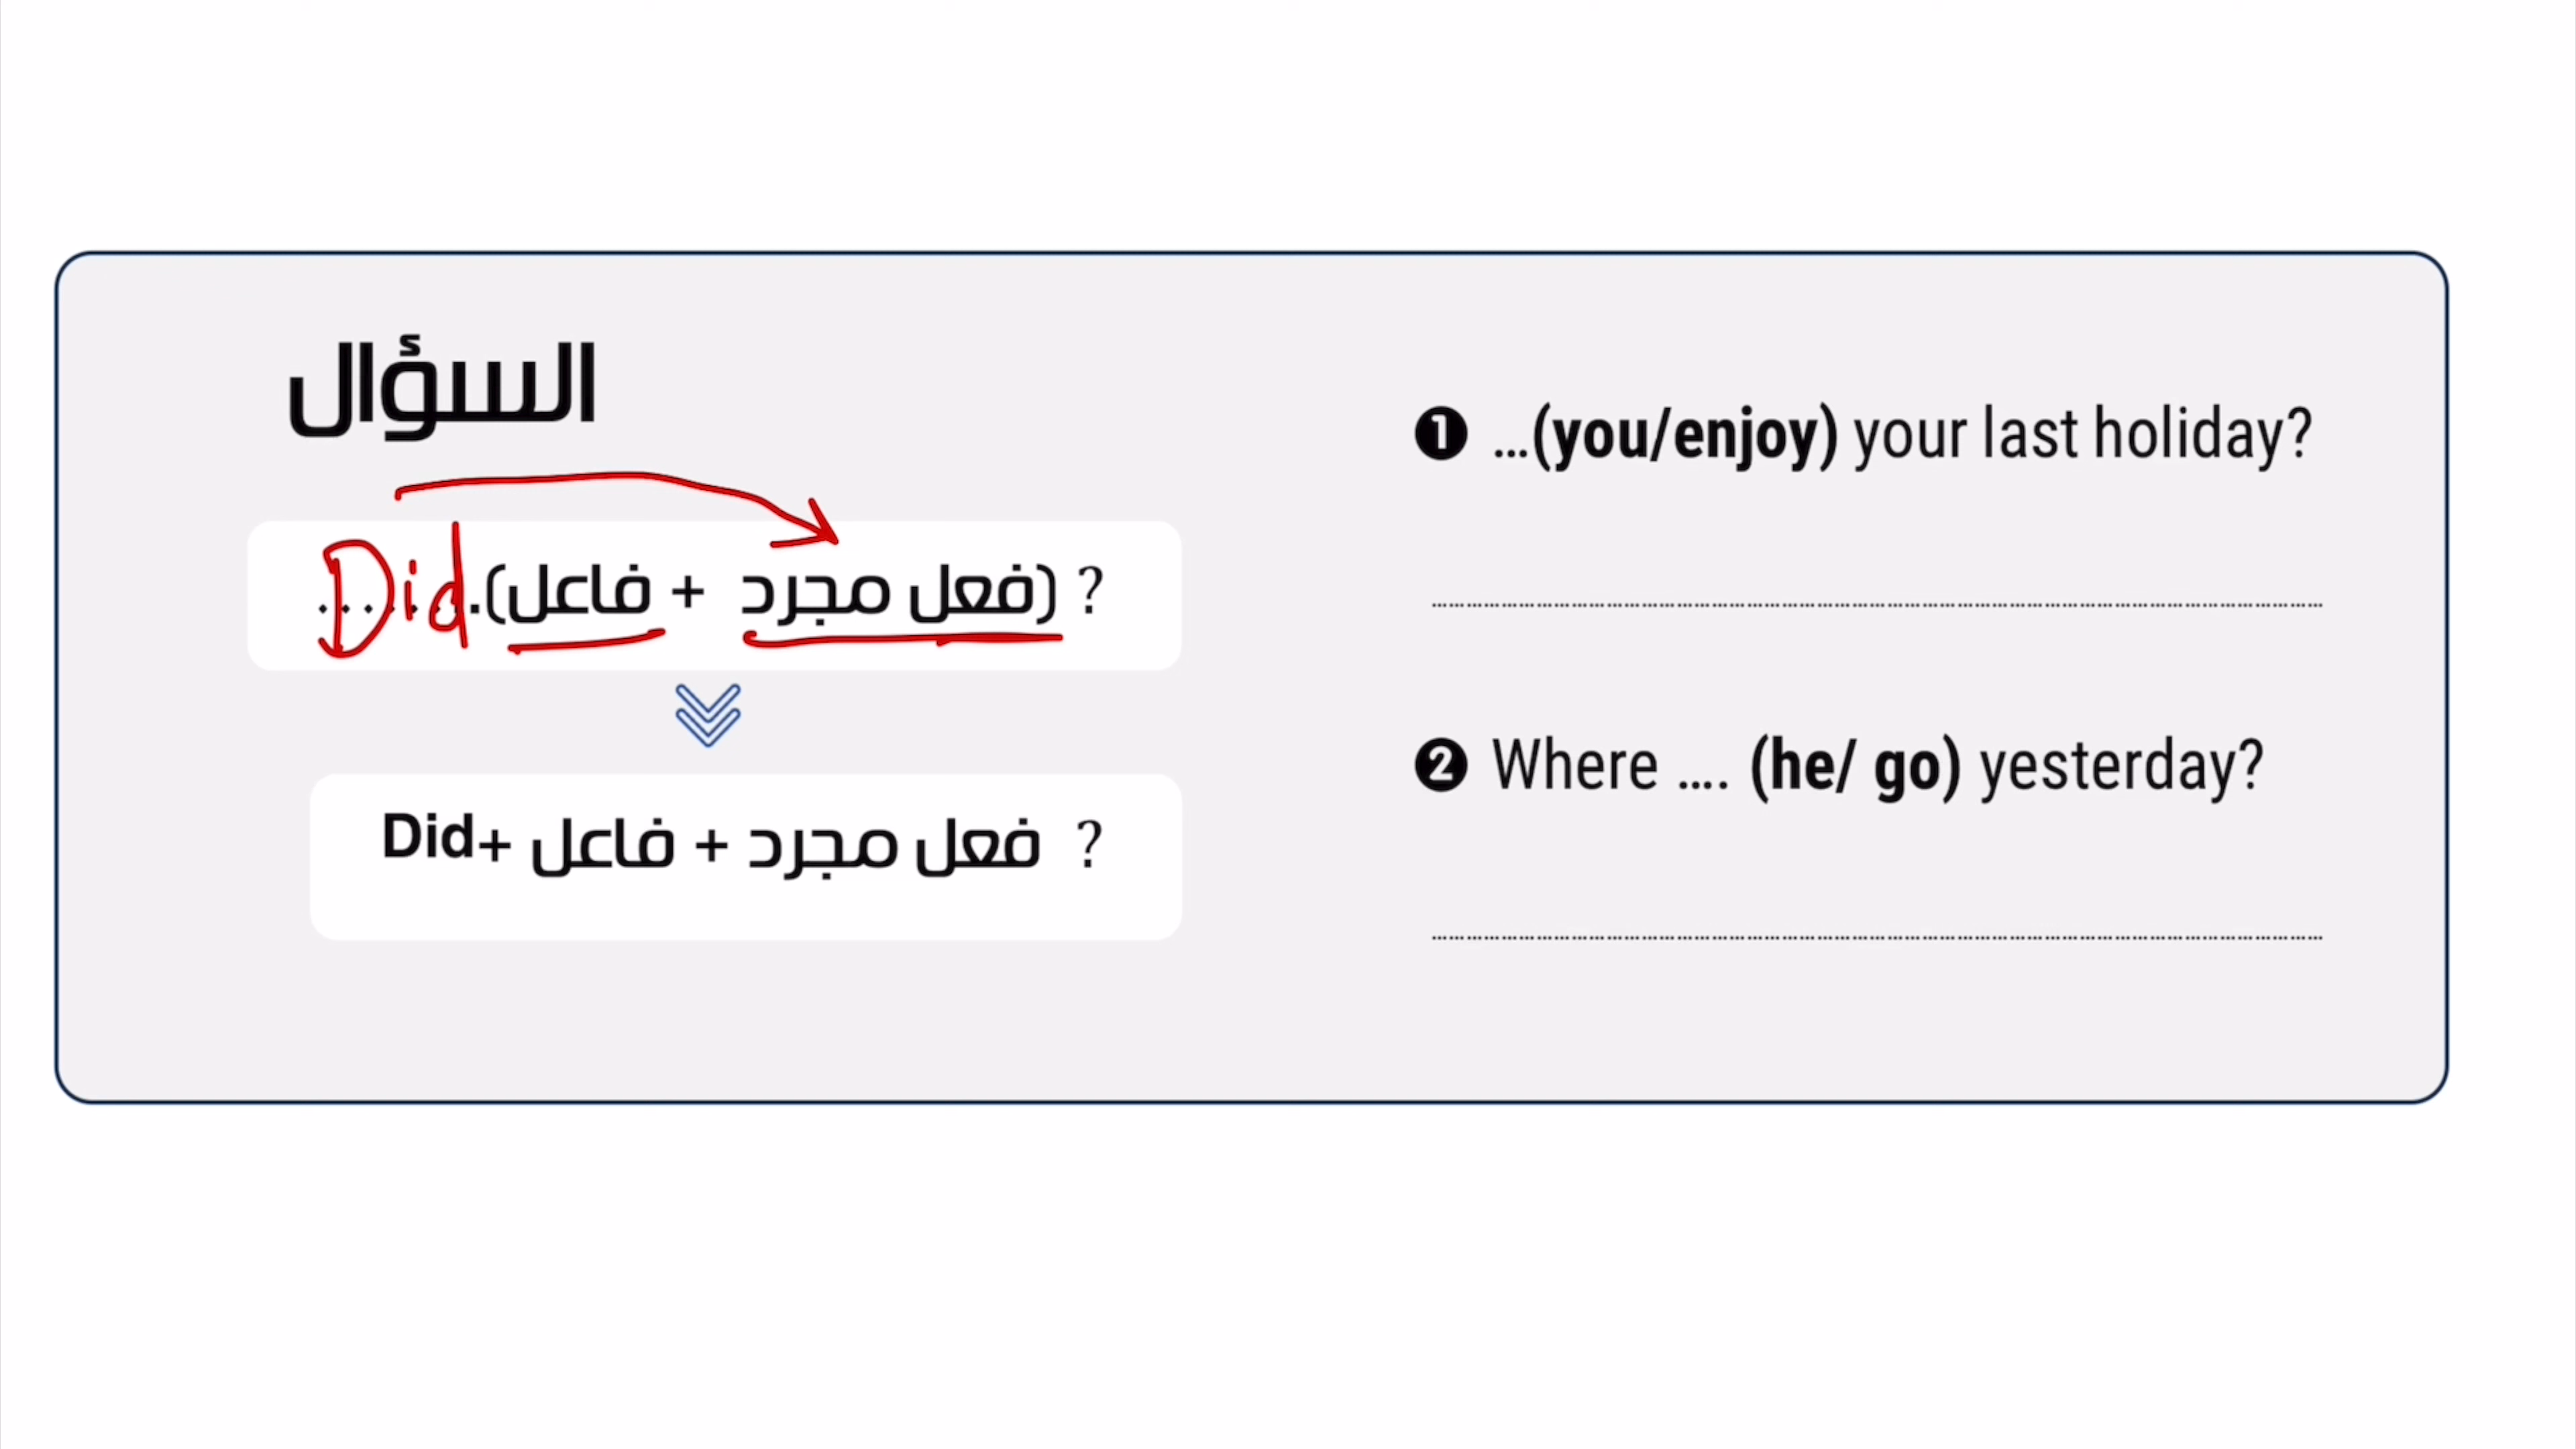 السؤال
Did ........(فاعل + فعل مجرد) ?
Did+ فاعل + فعل مجرد ?
❶ ...(you/enjoy) your last holiday?
................................................................
❷ Where .... (he/ go) yesterday?
................................................................